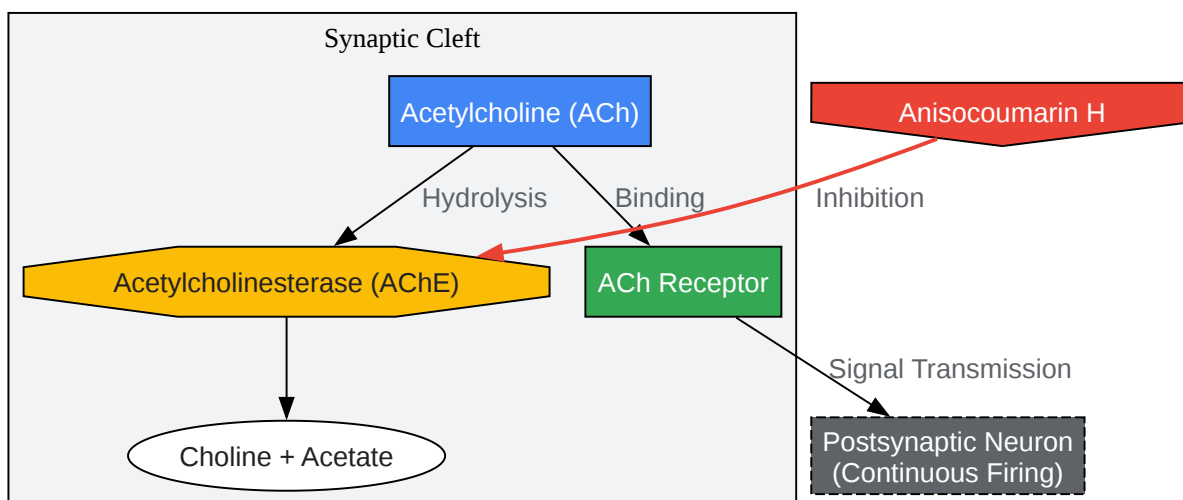 Synaptic Cleft
Acetylcholine (ACh)
Anisocoumarin H
Hydrolysis
Binding
Inhibition
Acetylcholinesterase (AChE)
ACh Receptor
Signal Transmission
Choline + Acetate
Postsynaptic Neuron
(Continuous Firing)